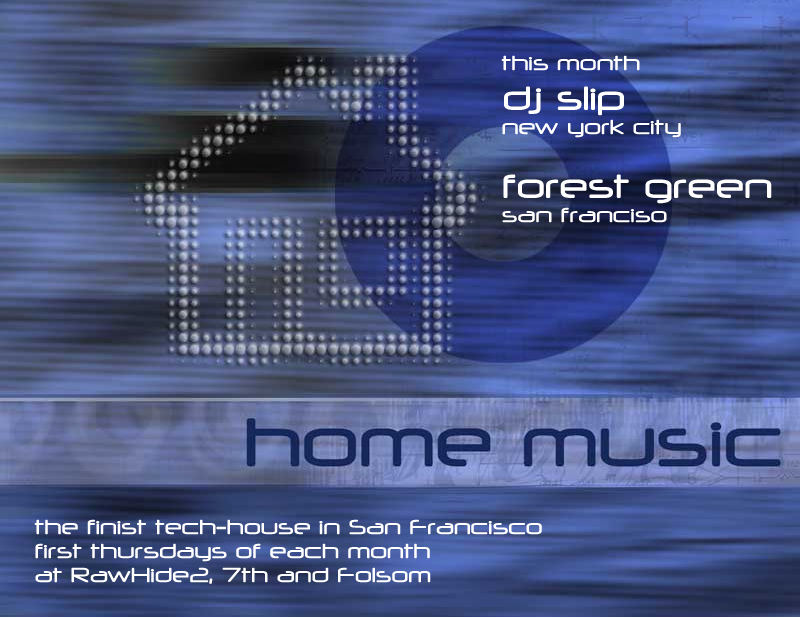 this month
dj slip
new york city
forest green
san franciso
home music
the finist tech-house in San Francisco
first thursdays of each month
at RawHide2, 7th and Folsom